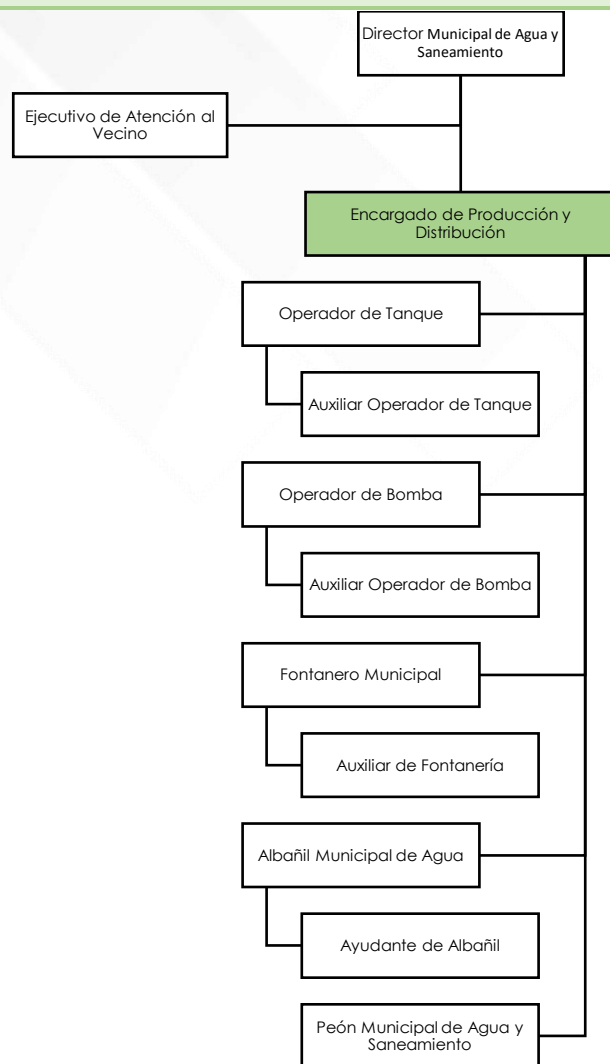 Director Municipal de Agua y
Saneamiento
Ejecutivo de Atención al
Vecino
Encargado de Producción y
Distribución
Operador de Tanque
Auxiliar Operador de Tanque
Operador de Bomba
Auxiliar Operador de Bomba
Fontanero Municipal
Auxiliar de Fontanería
Albañil Municipal de Agua
Ayudante de Albañil
Peón Municipal de Agua y
Saneamiento